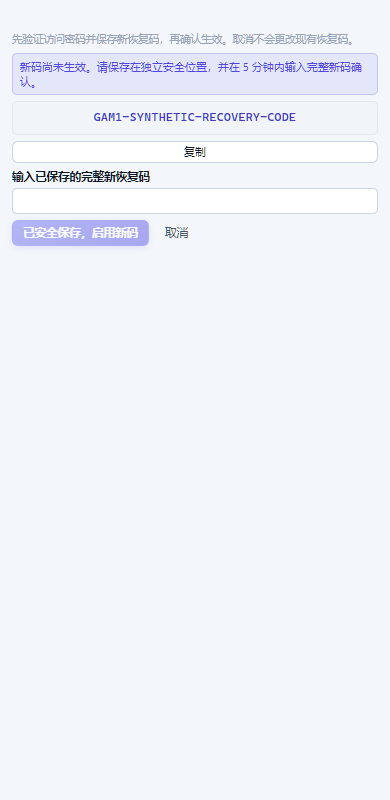 先验证访问密码并保存新恢复码，再确认生效。取消不会更改现有恢复码。
新码尚未生效。请保存在独立安全位置，并在 5 分钟内输入完整新码确
认。
GAM1-SYNTHETIC-RECOVERY-CODE
复制
输入已保存的完整新恢复码
已安全保存，启用新码
取消